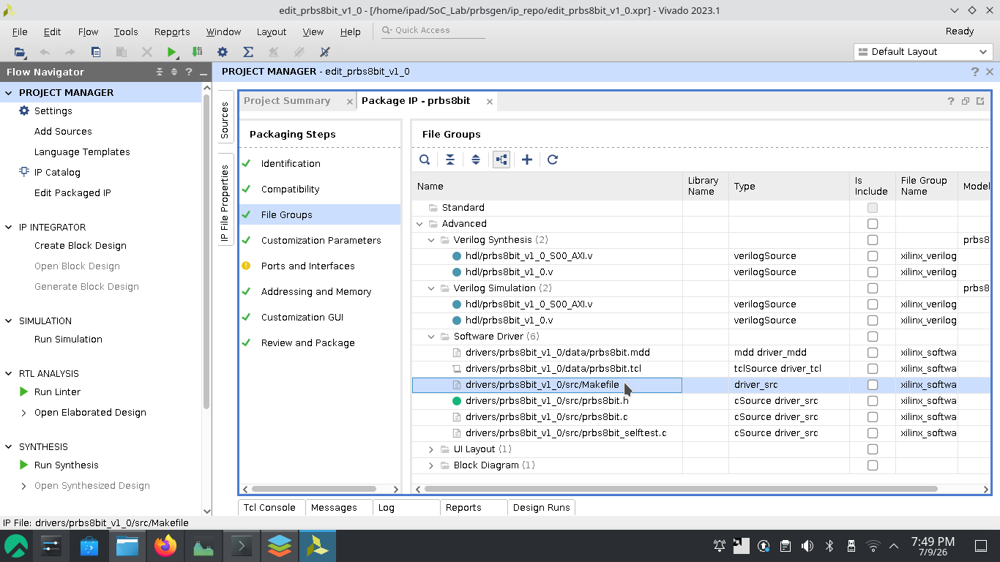 edit_prbs8bit_v1_0 - [/home/ipad/SoC_Lab/prbsgen/ip_repo/edit_prbs8bit_v1_0.xpr] - Vivado 2023.1
File Edit Flow Tools Reports Window Layout View Help Quick Access Ready
Default Layout
Flow Navigator
PROJECT MANAGER - edit_prbs8bit_v1_0
PROJECT MANAGER
Settings
Add Sources
Language Templates
IP Catalog
Edit Packaged IP
IP INTEGRATOR
Create Block Design
Open Block Design
Generate Block Design
SIMULATION
Run Simulation
RTL ANALYSIS
Run Linter
Open Elaborated Design
SYNTHESIS
Run Synthesis
Open Synthesized Design
Sources
IP File Properties
Project Summary
Package IP - prbs8bit
Packaging Steps
Identification
Compatibility
File Groups
Customization Parameters
Ports and Interfaces
Addressing and Memory
Customization GUI
Review and Package
File Groups
Name Library Name Type Is Include File Group Name Model
Standard
Advanced
Verilog Synthesis (2) prbs8
hdl/prbs8bit_v1_0_S00_AXI.v verilogSource xilinx_verilog
hdl/prbs8bit_v1_0.v verilogSource xilinx_verilog
Verilog Simulation (2) prbs8
hdl/prbs8bit_v1_0_S00_AXI.v verilogSource xilinx_verilog
hdl/prbs8bit_v1_0.v verilogSource xilinx_verilog
Software Driver (6)
drivers/prbs8bit_v1_0/data/prbs8bit.mdd mdd driver_mdd xilinx_softwa
drivers/prbs8bit_v1_0/data/prbs8bit.tcl tclSource driver_tcl xilinx_softwa
drivers/prbs8bit_v1_0/src/Makefile driver_src xilinx_softwa
drivers/prbs8bit_v1_0/src/prbs8bit.h cSource driver_src xilinx_softwa
drivers/prbs8bit_v1_0/src/prbs8bit.c cSource driver_src xilinx_softwa
drivers/prbs8bit_v1_0/src/prbs8bit_selftest.c cSource driver_src xilinx_softwa
UI Layout (1)
Block Diagram (1)
Tcl Console Messages Log Reports Design Runs
IP File: drivers/prbs8bit_v1_0/src/Makefile
7:49 PM
7/9/26